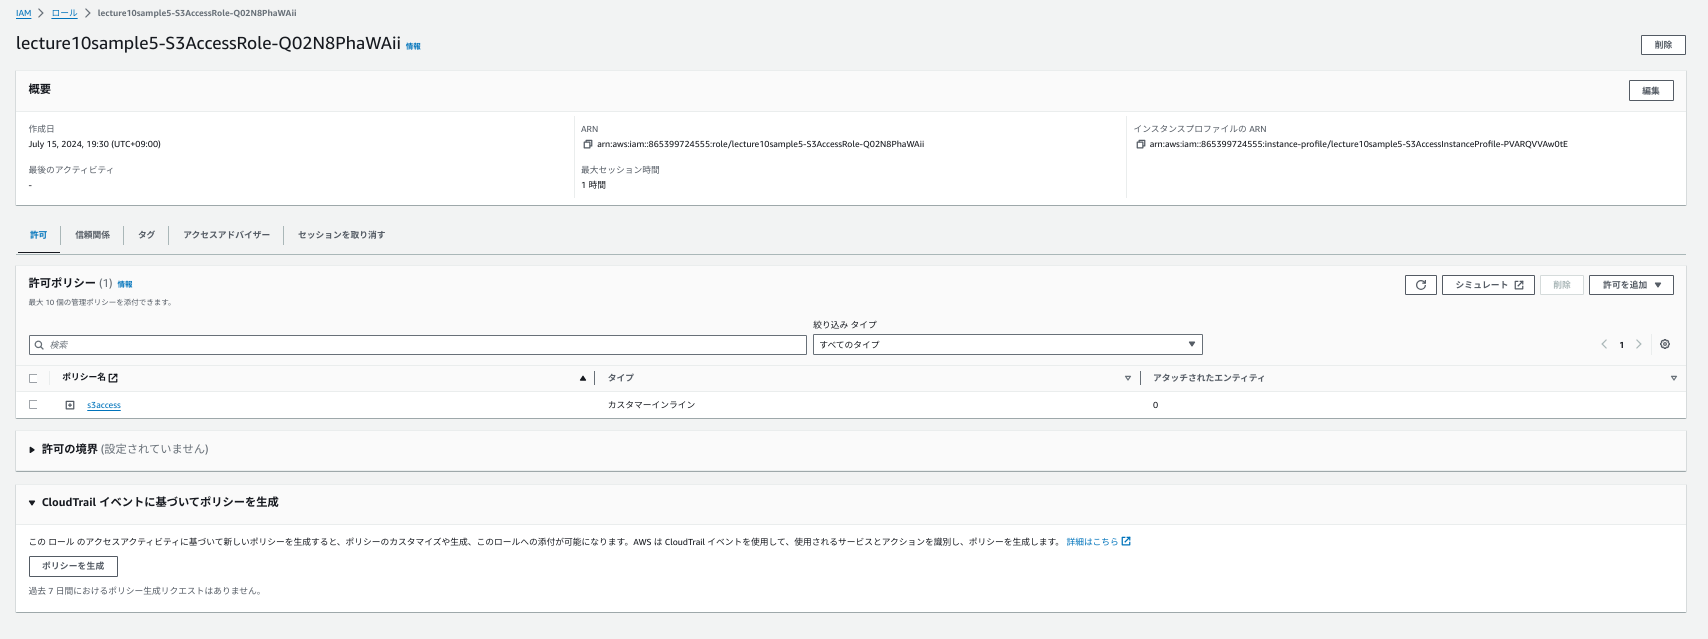 IAM > ロール > lecture10sample5-S3AccessRole-Q02N8PhaWAii
lecture10sample5-S3AccessRole-Q02N8PhaWAii 情報
削除
概要
編集
作成日
July 15, 2024, 19:30 (UTC+09:00)
最後のアクティビティ
-
ARN
arn:aws:iam::865399724555:role/lecture10sample5-S3AccessRole-Q02N8PhaWAii
最大セッション時間
1 時間
インスタンスプロファイルの ARN
arn:aws:iam::865399724555:instance-profile/lecture10sample5-S3AccessInstanceProfile-PVARQVVAw0tE
許可 信頼関係 タグ アクセスアドバイザー セッションを取り消す
許可ポリシー (1) 情報
最大 10 個の管理ポリシーを添付できます。
シミュレート 削除 許可を追加
絞り込み タイプ
検索 すべてのタイプ 1
ポリシー名 タイプ アタッチされたエンティティ
s3access カスタマーインライン 0
許可の境界 (設定されていません)
CloudTrail イベントに基づいてポリシーを生成
この ロール のアクセスアクティビティに基づいて新しいポリシーを生成すると、ポリシーのカスタマイズや生成、このロールへの添付が可能になります。AWS は CloudTrail イベントを使用して、使用されるサービスとアクションを識別し、ポリシーを生成します。 詳細はこちら
ポリシーを生成
過去 7 日間におけるポリシー生成リクエストはありません。